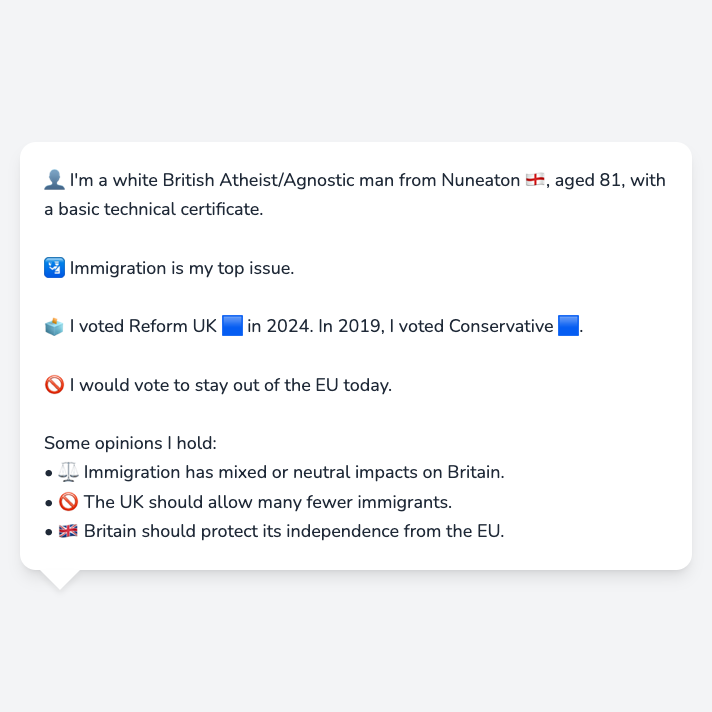 👤 I'm a white British Atheist/Agnostic man from Nuneaton 🏴󠁧󠁢󠁥󠁮󠁧󠁿, aged 81, with
a basic technical certificate.
🛂 Immigration is my top issue.
🗳️ I voted Reform UK 🟦 in 2024. In 2019, I voted Conservative 🟦.
🚫 I would vote to stay out of the EU today.
Some opinions I hold:
• ⚖️ Immigration has mixed or neutral impacts on Britain.
• 🚫 The UK should allow many fewer immigrants.
• 🇬🇧 Britain should protect its independence from the EU.